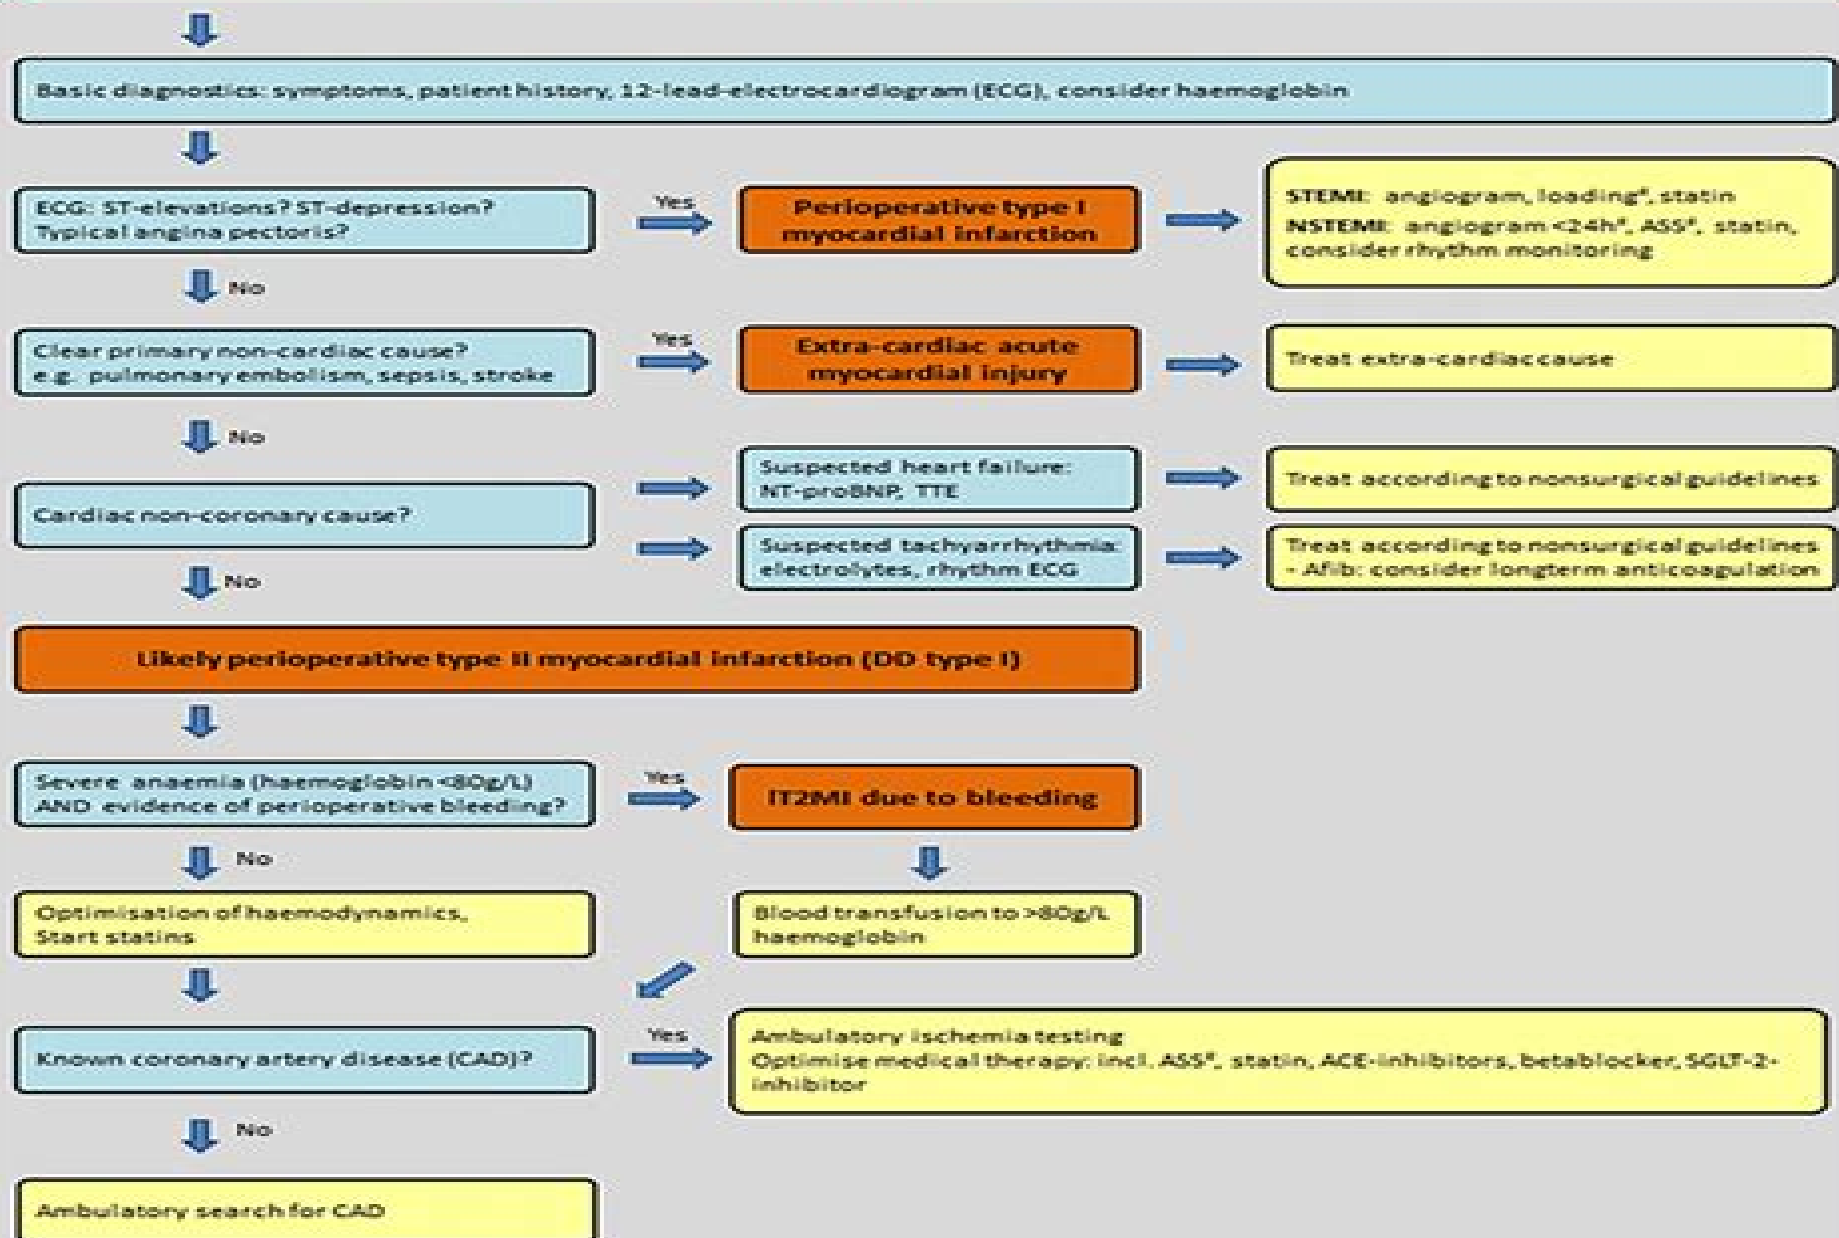 Basic diagnostics: symptoms, patient history, 12-lead-electrocardiogram (ECG), consider haemoglobin
ECG: ST-elevations? ST-depression?
Typical angina pectoris?
Yes
Perioperative type I
myocardial infarction
STEMI: angiogram, loading*, statin
NSTEMI: angiogram <24h*, ASS*, statin,
consider rhythm monitoring
No
Clear primary non-cardiac cause?
e.g. pulmonary embolism, sepsis, stroke
Yes
Extra-cardiac acute
myocardial injury
Treat extra-cardiac cause
No
Cardiac non-coronary cause?
Suspected heart failure:
NT-proBNP, TTE
Treat according to nonsurgical guidelines
Suspected tachyarrhythmia:
electrolytes, rhythm ECG
Treat according to nonsurgical guidelines
- Afib: consider longterm anticoagulation
No
Likely perioperative type II myocardial infarction (DD type I)
Severe anaemia (haemoglobin <80g/L)
AND evidence of perioperative bleeding?
Yes
lT2MI due to bleeding
No
Optimisation of haemodynamics,
Start statins
Blood transfusion to >80g/L
haemoglobin
Known coronary artery disease (CAD)?
Yes
Ambulatory ischemia testing
Optimise medical therapy: incl. ASS*, statin, ACE-inhibitors, betablocker, SGLT-2-
inhibitor
No
Ambulatory search for CAD